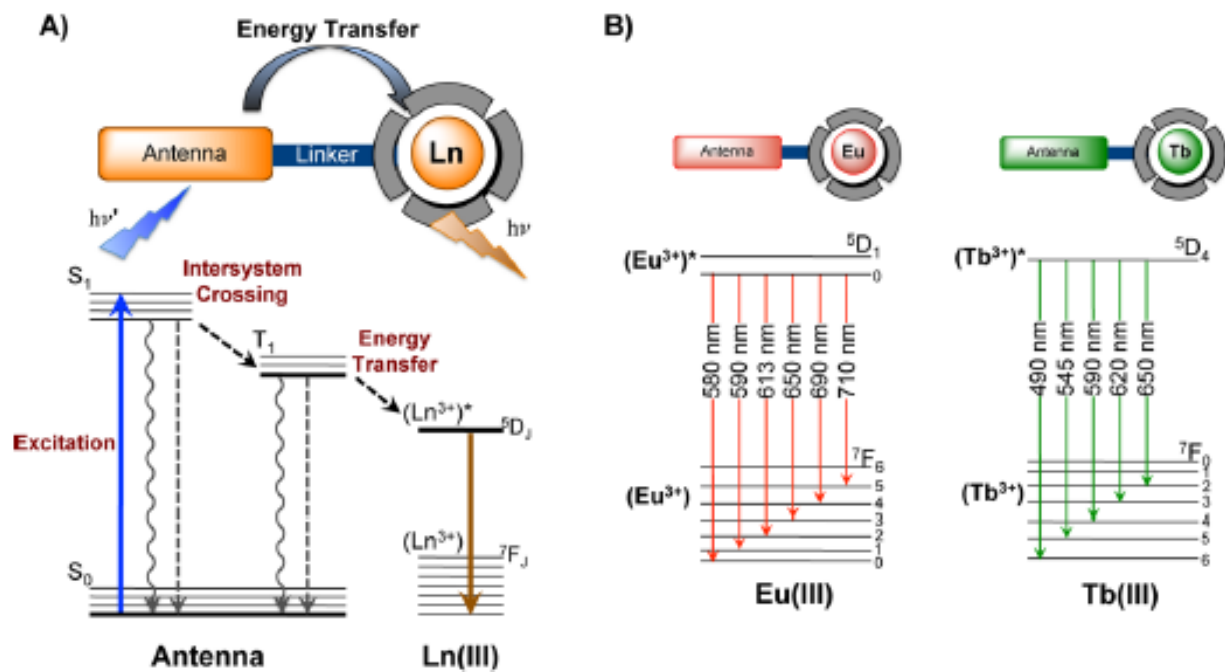 A)
Energy Transfer
Antenna
Linker
Ln
hν'
hν
S1
Intersystem
Crossing
T1
Energy
Transfer
(Ln3+)*
5DJ
Excitation
(Ln3+)
7FJ
S0
Antenna
Ln(III)
B)
Antenna
Eu
(Eu3+)*
5D1
0
580 nm
590 nm
613 nm
650 nm
690 nm
710 nm
7F6
5
4
3
2
1
0
(Eu3+)
Eu(III)
Antenna
Tb
(Tb3+)*
5D4
490 nm
545 nm
590 nm
620 nm
650 nm
7F0
1
2
3
4
5
6
(Tb3+)
Tb(III)